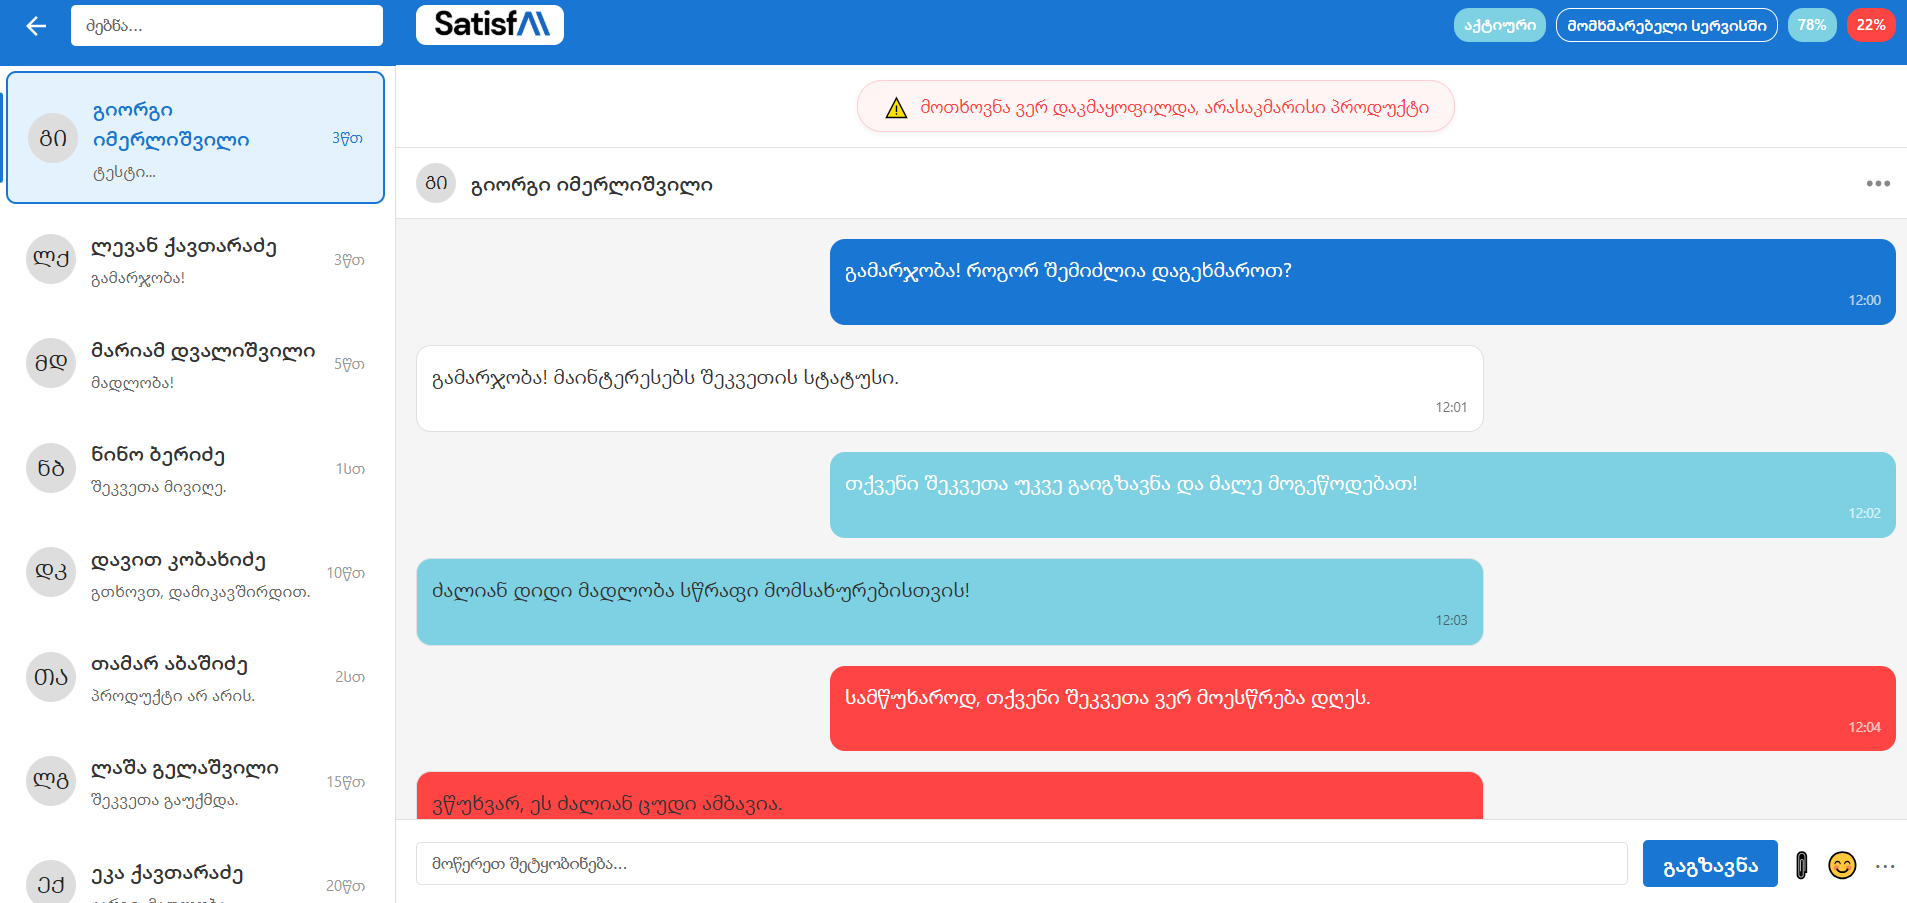 ძებნა...
SatisfAI
აქტიური
მომხმარებელი სერვისში
78%
22%
გი
გიორგი
იმერლიშვილი
3წთ
ტესტი...
ლქ
ლევან ქავთარაძე
3წთ
გამარჯობა!
მდ
მარიამ დვალიშვილი
5წთ
მადლობა!
ნბ
ნინო ბერიძე
1სთ
შეკვეთა მივიღე.
დკ
დავით კობახიძე
10წთ
გთხოვთ, დამიკავშირდით.
თა
თამარ აბაშიძე
2სთ
პროდუქტი არ არის.
ლგ
ლაშა გელაშვილი
15წთ
შეკვეთა გაუქმდა.
ექ
ეკა ქავთარაძე
20წთ
მოთხოვნა ვერ დაკმაყოფილდა, არასაკმარისი პროდუქტი
გი
გიორგი იმერლიშვილი
გამარჯობა! როგორ შემიძლია დაგეხმაროთ?
12:00
გამარჯობა! მაინტერესებს შეკვეთის სტატუსი.
12:01
თქვენი შეკვეთა უკვე გაიგზავნა და მალე მოგეწოდებათ!
12:02
ძალიან დიდი მადლობა სწრაფი მომსახურებისთვის!
12:03
სამწუხაროდ, თქვენი შეკვეთა ვერ მოესწრება დღეს.
12:04
ვწუხვარ, ეს ძალიან ცუდი ამბავია.
მოწერეთ შეტყობინება...
გაგზავნა